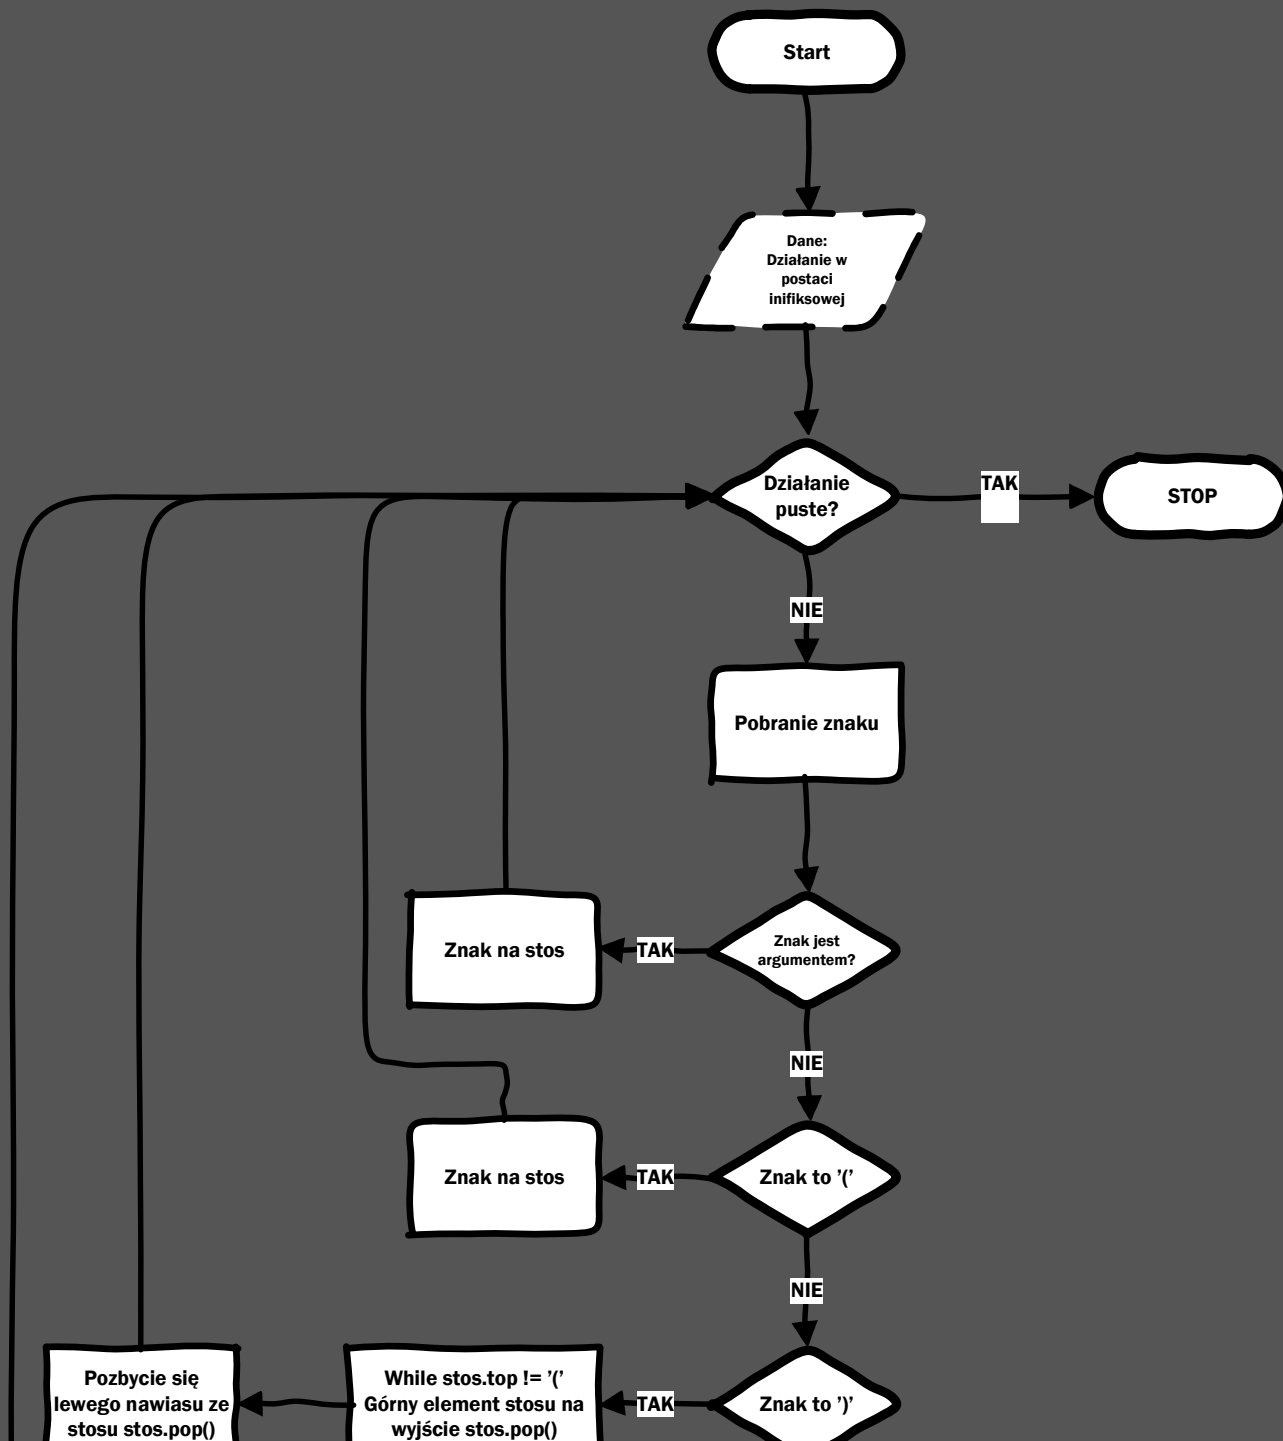 Start
Dane:
Działanie w
postaci
inifiksowej
Działanie
puste?
TAK
STOP
NIE
Pobranie znaku
Znak na stos
TAK
Znak jest
argumentem?
NIE
Znak na stos
TAK
Znak to ’(’
NIE
Pozbycie się
lewego nawiasu ze
stosu stos.pop()
While stos.top != ’(’
Górny element stosu na
wyjście stos.pop()
TAK
Znak to ’)’